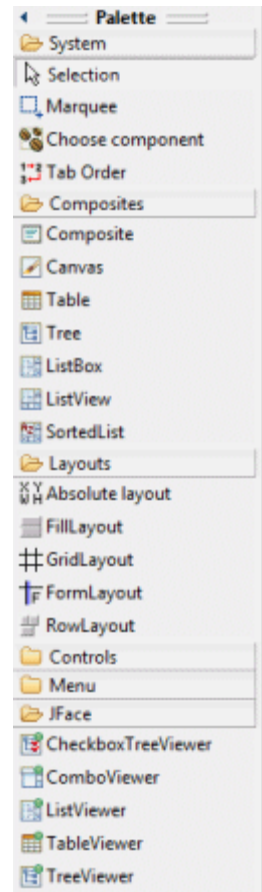 Palette
System
Selection
Marquee
Choose component
Tab Order
Composites
Composite
Canvas
Table
Tree
ListBox
ListView
SortedList
Layouts
Absolute layout
FillLayout
GridLayout
FormLayout
RowLayout
Controls
Menu
JFace
CheckboxTreeViewer
ComboViewer
ListViewer
TableViewer
TreeViewer